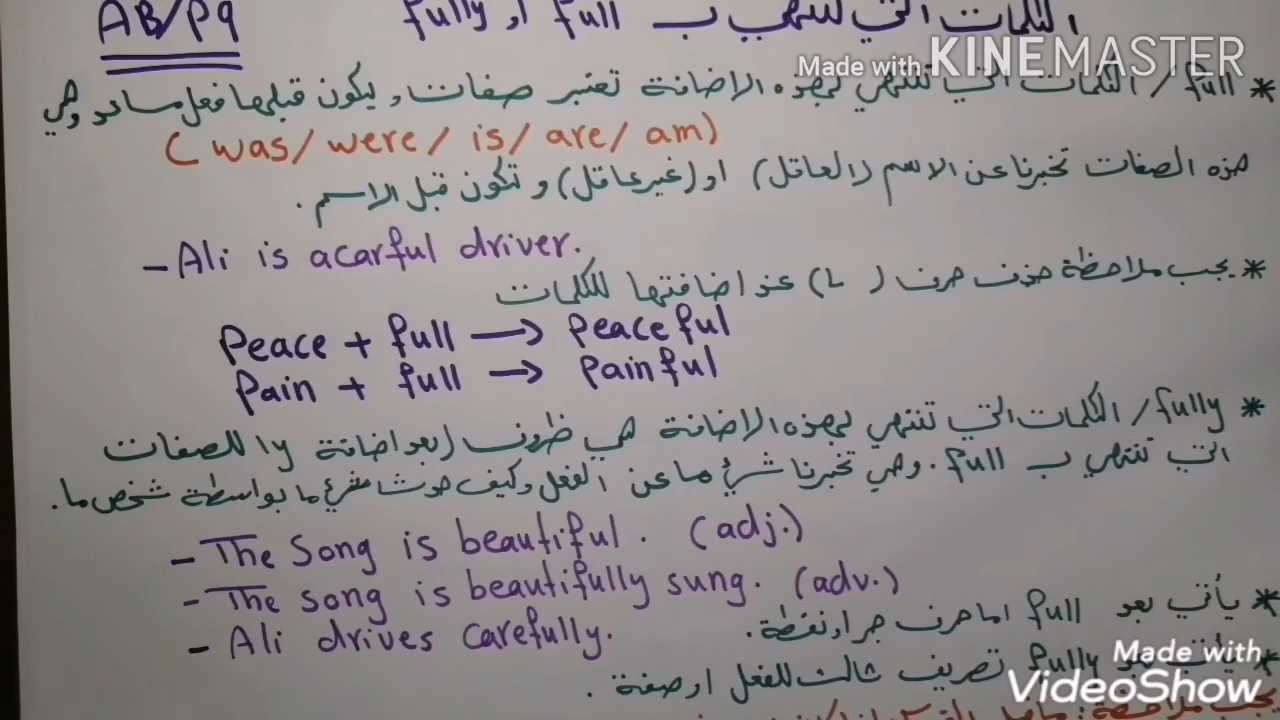 AB/P9
الكلمات التي تنتهي ب full او fully
Made with KINEMASTER
* full / الكلمات التي تنتهي بهذه الاضافة تعتبر صفات ويكون قبلها فعل مساعد وهي
(was/ were / is / are / am)
هذه الصفات تخبرنا عن الاسم (العاقل) او (غير عاقل) و تكون قبل الاسم.
- Ali is acarful driver.
* يجب ملاحظة حذف حرف (L) عند اضافتها للكلمات
Peace + full → peaceful
Pain + full → painful
* fully / الكلمات التي تنتهي بهذه الاضافة هي ظروف (بعد اضافة ly للصفات
التي تنتهي ب full. وهي تخبرنا شيء ما عن الفعل وكيف حدث شيء ما بواسطة شخص ما.
- The Song is beautiful. (adj.)
- The song is beautifully sung. (adv.)
- Ali drives carefully.
* يأتي بعد full اما حرف جر او نقطة.
* يأتي بعد fully تصريف ثالث للفعل او صفة.
يجب ملاحظة:
Made with
VideoShow